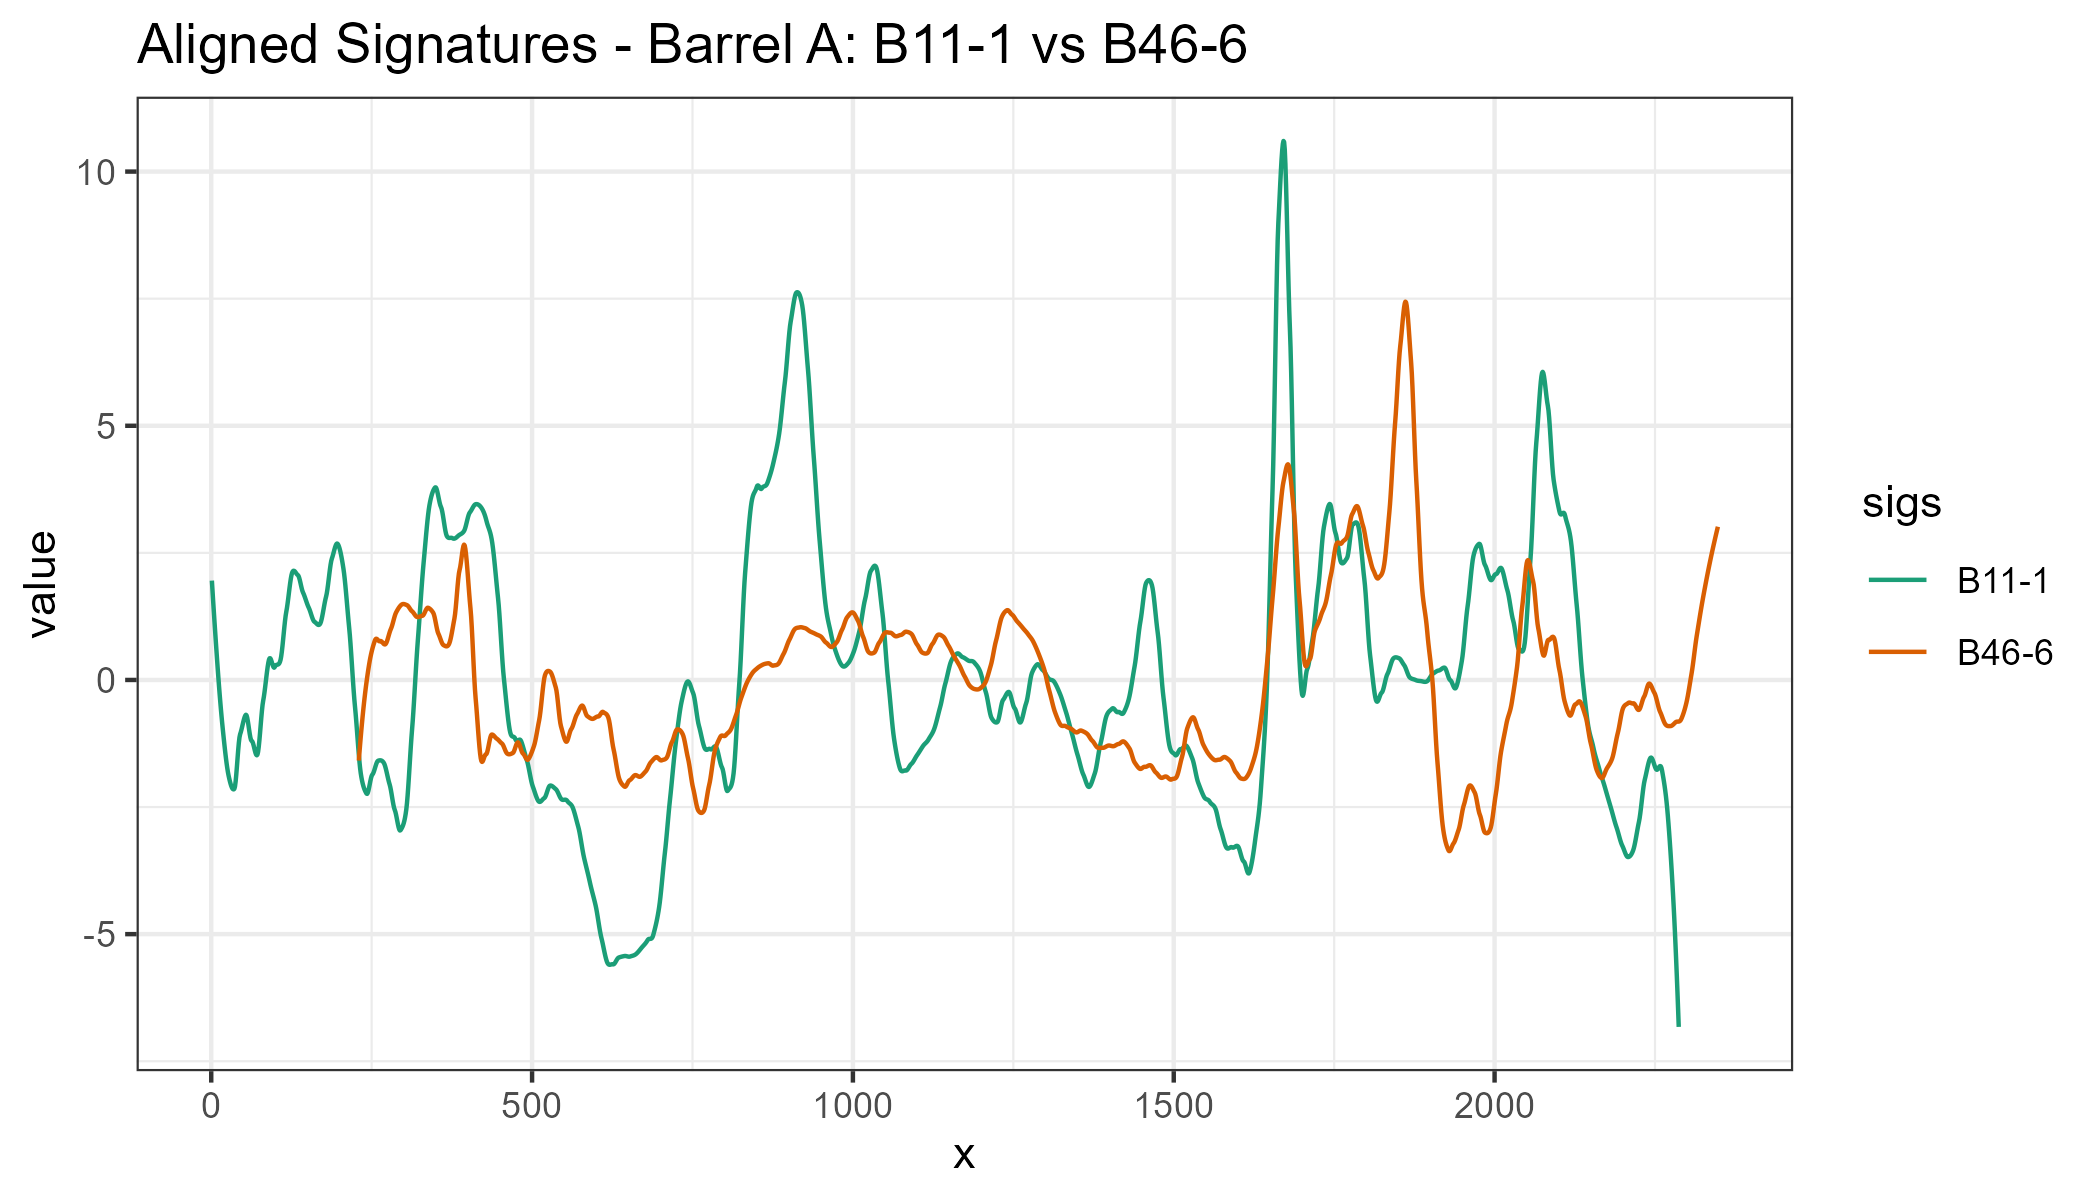 Aligned Signatures - Barrel A: B11-1 vs B46-6
10
5
0
-5
value
0 500 1000 1500 2000
x
sigs
B11-1
B46-6